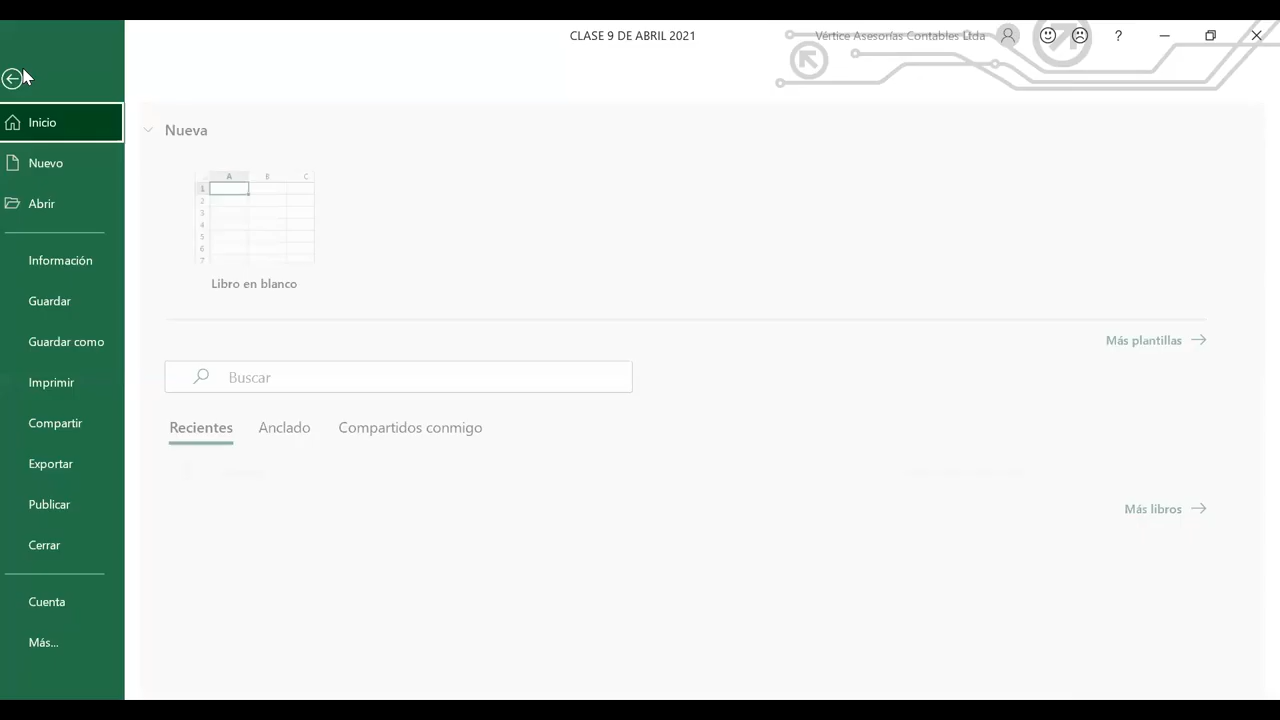 CLASE 9 DE ABRIL 2021
Vértice Asesorías Contables Ltda
?
Inicio
Nuevo
Abrir
Información
Guardar
Guardar como
Imprimir
Compartir
Exportar
Publicar
Cerrar
Cuenta
Más...
Nueva
A B C
1
2
3
4
5
6
7
Libro en blanco
Más plantillas
Buscar
Recientes Anclado Compartidos conmigo
Más libros